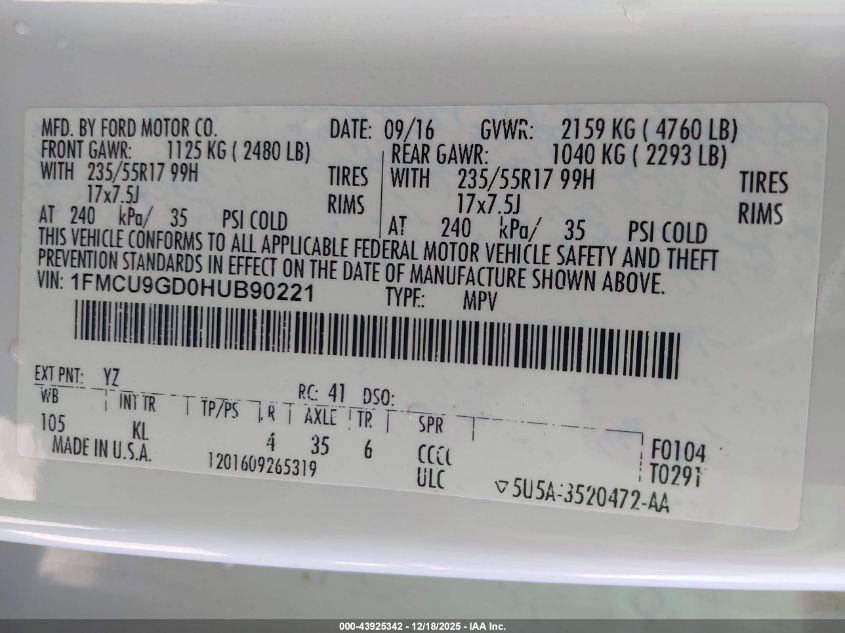 MFD. BY FORD MOTOR CO. DATE: 09/16 GVWR: 2159 KG ( 4760 LB)
FRONT GAWR: 1125 KG ( 2480 LB) REAR GAWR: 1040 KG ( 2293 LB)
WITH 235/55R17 99H TIRES WITH 235/55R17 99H TIRES
17x7.5J RIMS 17x7.5J RIMS
AT 240 kPa/ 35 PSI COLD AT 240 kPa/ 35 PSI COLD
THIS VEHICLE CONFORMS TO ALL APPLICABLE FEDERAL MOTOR VEHICLE SAFETY AND THEFT
PREVENTION STANDARDS IN EFFECT ON THE DATE OF MANUFACTURE SHOWN ABOVE.
VIN: 1FMCU9GD0HUB90221 TYPE: MPV
EXT PNT: YZ RC: 41 DSO:
WB INT TR TP/PS R AXLE TR SPR
105 KL 4 35 6 CCCC F0104
MADE IN U.S.A. 1201609265319 ULC T0291
5U5A-3520472-AA
000-43925342 - 12/18/2025 - IAA Inc.